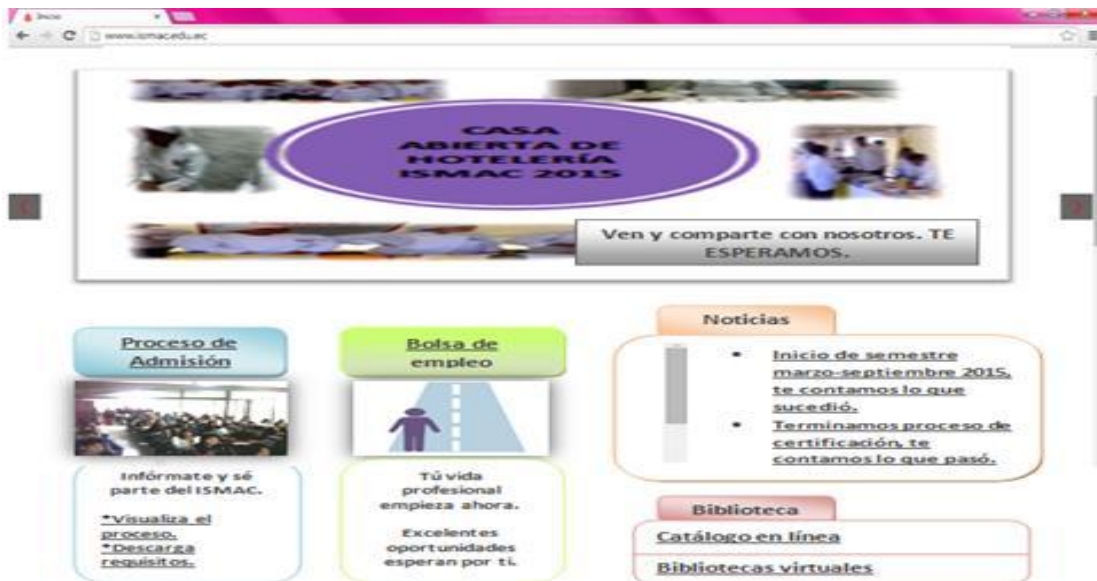 Inicio
www.ismac.edu.ec
CASA
ABIERTA DE
HOTELERÍA
ISMAC 2015
Ven y comparte con nosotros. TE
ESPERAMOS.
Proceso de
Admisión
Infórmate y sé
parte del ISMAC.
*Visualiza el
proceso.
*Descarga
requisitos.
Bolsa de
empleo
Tú vida
profesional
empieza ahora.
Excelentes
oportunidades
esperan por ti.
Noticias
• Inicio de semestre
marzo-septiembre 2015,
te contamos lo que
sucedió.
• Terminamos proceso de
certificación, te
contamos lo que pasó.
Biblioteca
Catálogo en línea
Bibliotecas virtuales